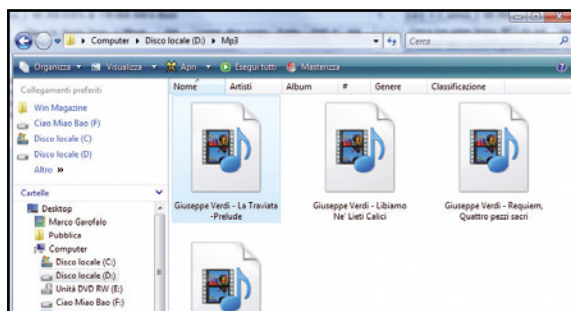 Computer ▸ Disco locale (D:) ▸ Mp3
Cerca
Organizza Visualizza Apri Esegui tutti Masterizza
Nome Artisti Album # Genere Classificazione
Collegamenti preferiti
Win Magazine
Ciao Miao Bao (F)
Disco locale (C)
Disco locale (D)
Altro »
Cartelle
Desktop
Marco Garofalo
Pubblica
Computer
Disco locale (C:)
Disco locale (D:)
Unità DVD RW (E:)
Ciao Miao Bao (F:)
Giuseppe Verdi - La Traviata
-Prelude
Giuseppe Verdi - Libiamo
Ne' Lieti Calici
Giuseppe Verdi - Requiem,
Quattro pezzi sacri